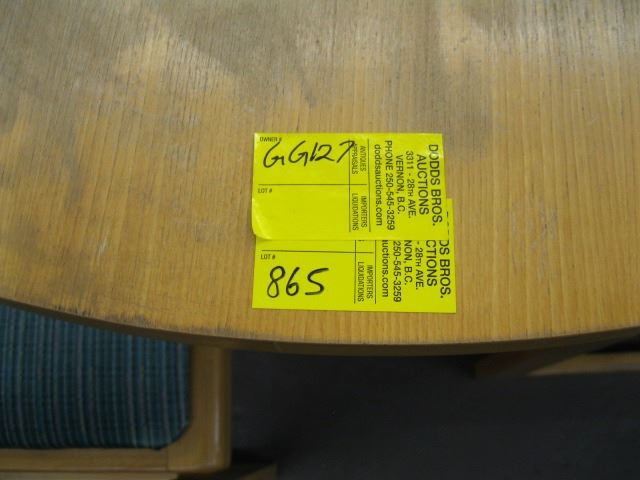 OWNER #
GG127
LOT #
ANTIQUES
APPRAISALS
IMPORTERS
LIQUIDATIONS
DODDS BROS.
AUCTIONS
3311 - 28TH AVE.
VERNON, B.C.
PHONE 250-545-3259
doddsauctions.com
LOT #
865
IMPORTERS
LIQUIDATIONS
DS BROS.
CTIONS
- 28TH AVE.
NON, B.C.
250-545-3259
uctions.com